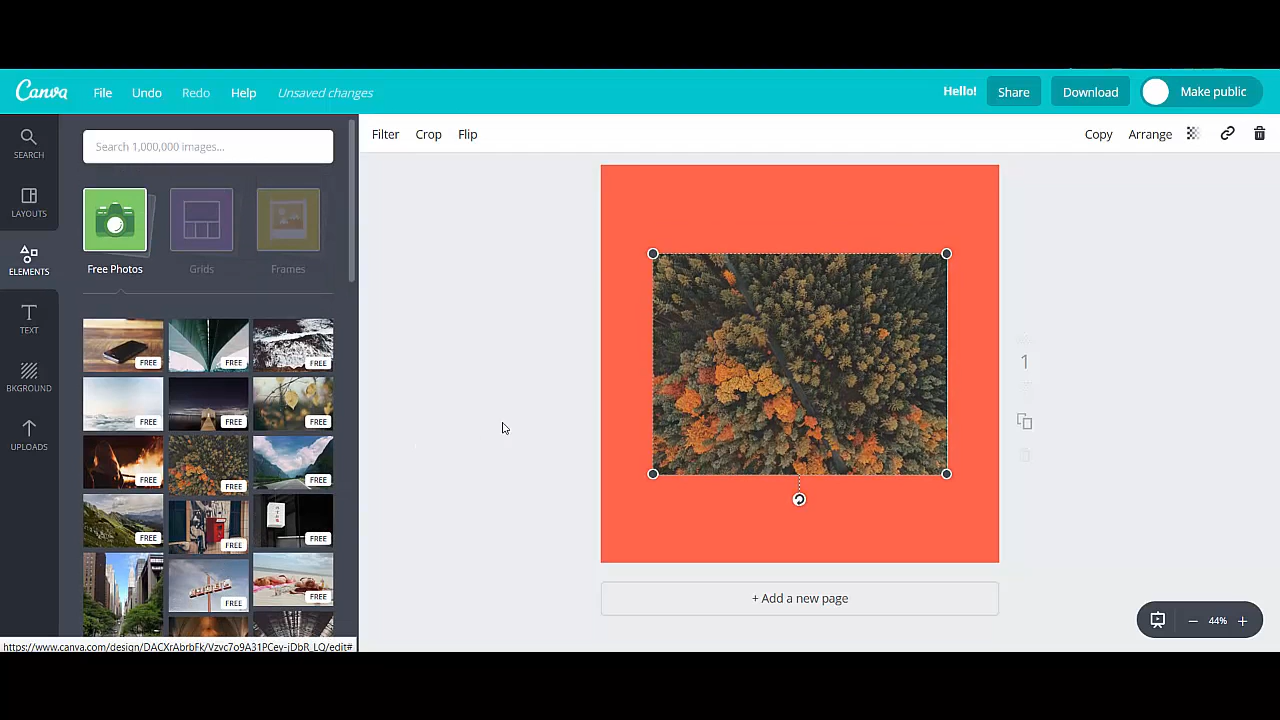 Canva File Undo Redo Help Unsaved changes Hello! Share Download Make public
Search 1,000,000 images...
Filter Crop Flip Copy Arrange
SEARCH
LAYOUTS
ELEMENTS
TEXT
BKGROUND
UPLOADS
Free Photos Grids Frames
FREE FREE FREE
FREE FREE FREE
FREE FREE FREE
FREE FREE FREE
FREE FREE
1
+ Add a new page
44%
https://www.canva.com/design/DACXrAbrbFk/Vzvc7o9A31PCey-jDbR_LQ/edit#